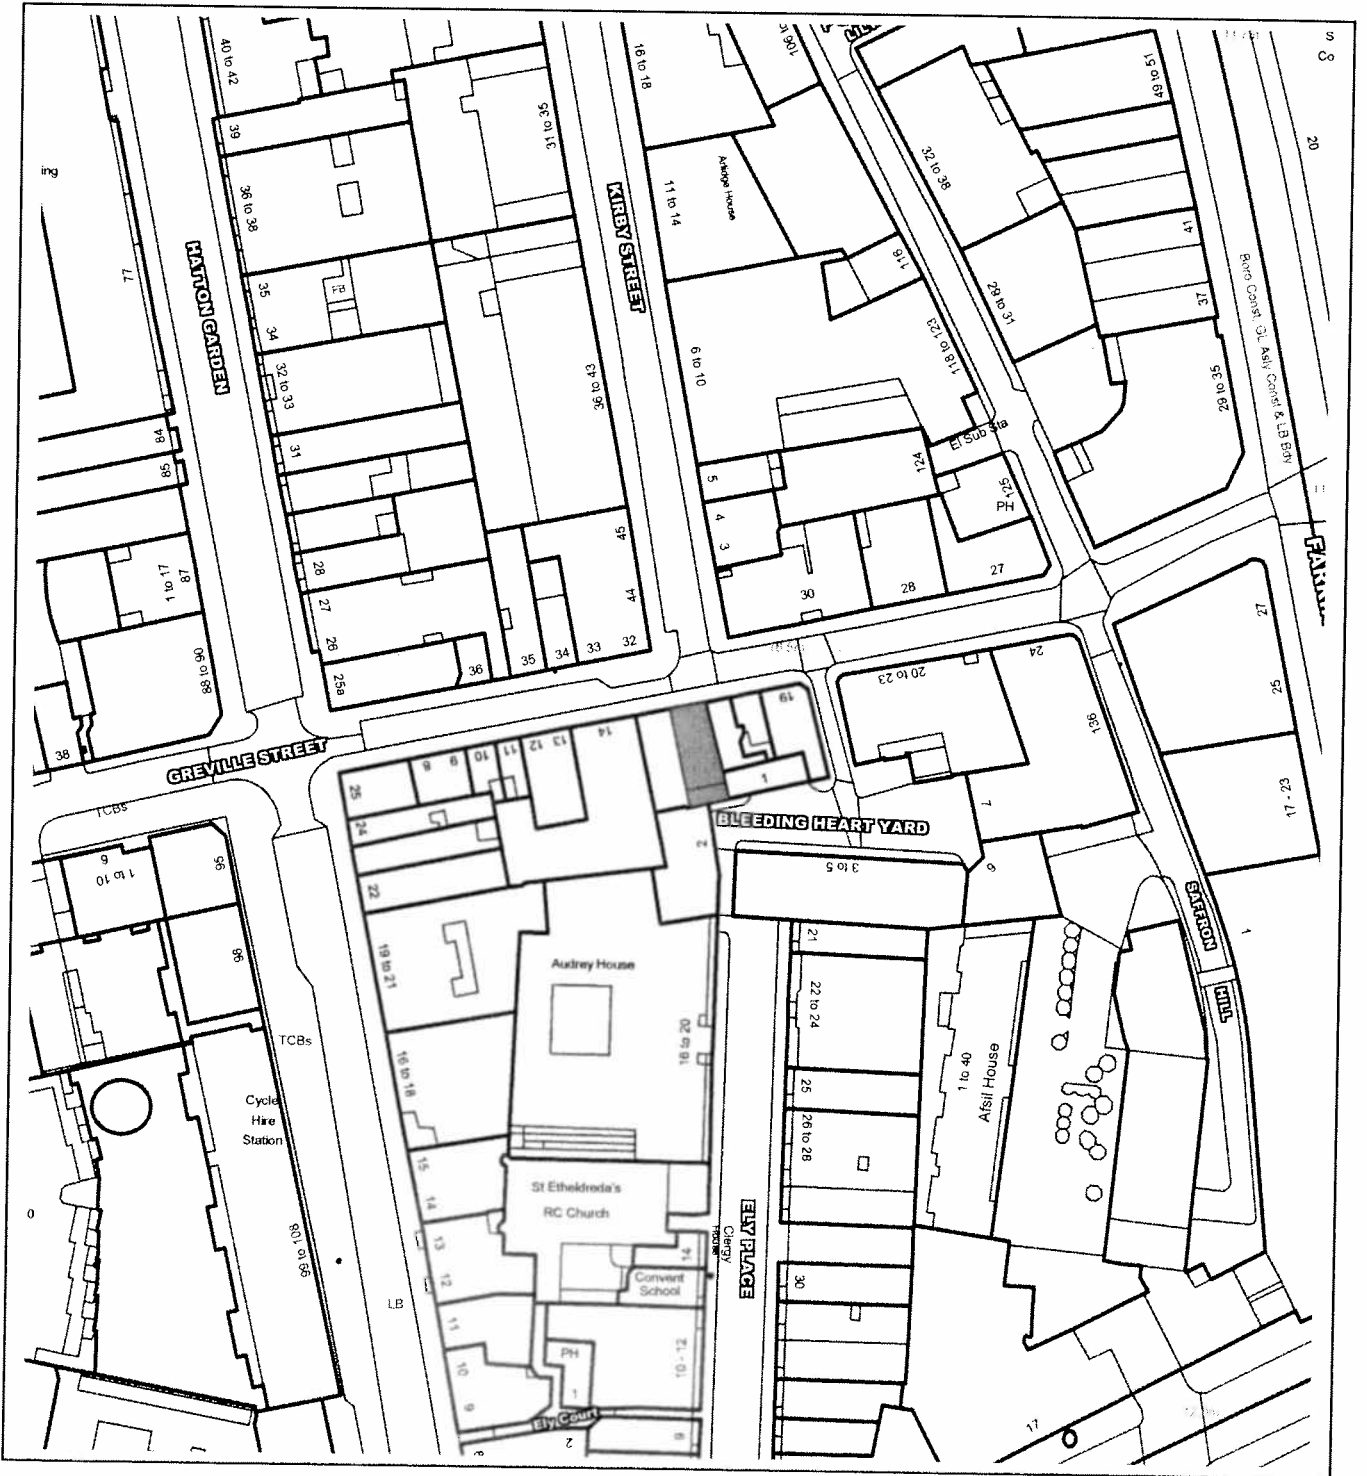 S
Co
40 to 42
39
36 to 38
35
34
32 to 33
31
28
27
26
25a
31 to 35
36 to 43
45
44
32
33
34
35
36
16 to 18
106 to
11 to 14
Arlidge House
116
118 to 123
6 to 10
5
4
3
El Sub Sta
124
125
PH
30
28
27
32 to 38
29 to 31
49 to 51
41
37
29 to 35
20
Boro Const, GL Asly Const & LB Bdy
ing
77
HATTON GARDEN
KIRBY STREET
84
85
87
1 to 17
88 to 90
38
GREVILLE STREET
TCBs
25
24
22
8
9
10
11
12
13
14
19
1
20 to 23
24
136
27
25
17 - 23
BLEEDING HEART YARD
2
3 to 5
7
6
SAFFRON
HILL
1
6
1 to 10
95
96
19 to 21
Audrey House
16 to 20
21
22 to 24
25
26 to 28
30
1 to 40
Afsil House
TCBs
Cycle
Hire
Station
16 to 18
15
14
13
12
11
10
9
St Etheldreda's
RC Church
14
Clergy
House
ELY PLACE
Convent
School
10 - 12
PH
1
Ely Court
2
9
8
0
99 to 108
LB
17